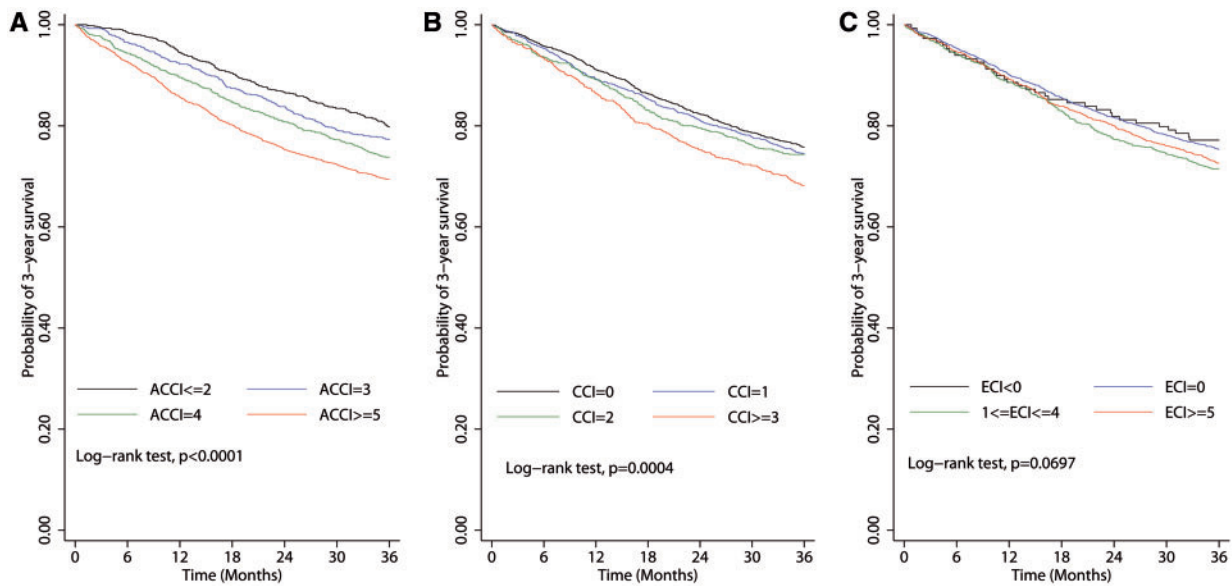 A
Probability of 3−year survival
1.00
0.80
0.60
0.40
0.20
0.00
ACCI<=2 ACCI=3
ACCI=4 ACCI>=5
Log−rank test, p<0.0001
0 6 12 18 24 30 36
Time (Months)
B
Probability of 3−year survival
1.00
0.80
0.60
0.40
0.20
0.00
CCI=0 CCI=1
CCI=2 CCI>=3
Log−rank test, p=0.0004
0 6 12 18 24 30 36
Time (Months)
C
Probability of 3−year survival
1.00
0.80
0.60
0.40
0.20
0.00
ECI<0 ECI=0
1<=ECI<=4 ECI>=5
Log−rank test, p=0.0697
0 6 12 18 24 30 36
Time (Months)